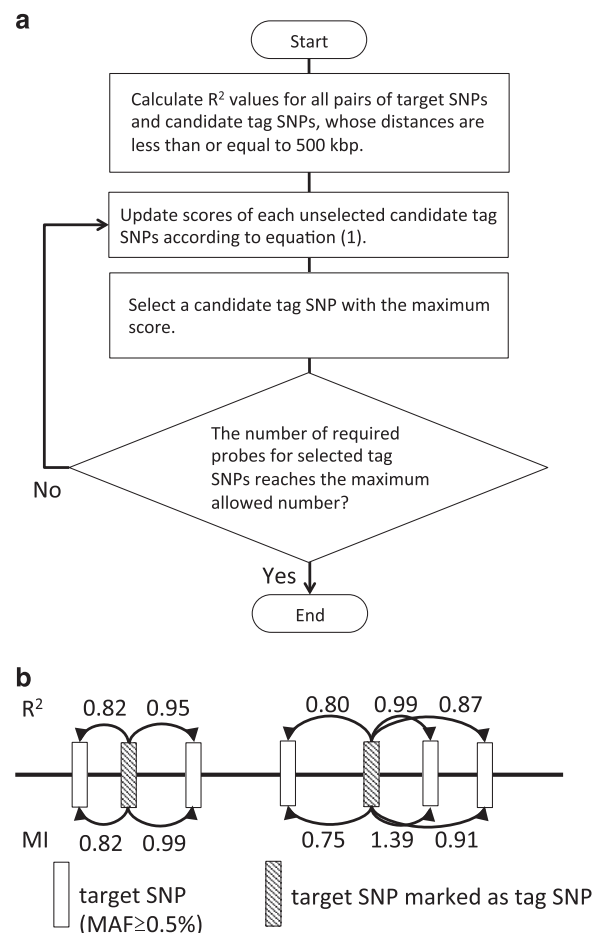 a
Start
Calculate R² values for all pairs of target SNPs
and candidate tag SNPs, whose distances are
less than or equal to 500 kbp.
Update scores of each unselected candidate tag
SNPs according to equation (1).
Select a candidate tag SNP with the maximum
score.
The number of required
probes for selected tag
SNPs reaches the maximum
allowed number?
No
Yes
End
b
R² 0.82 0.95 0.80 0.99 0.87
MI 0.82 0.99 0.75 1.39 0.91
target SNP
(MAF≥0.5%)
target SNP marked as tag SNP